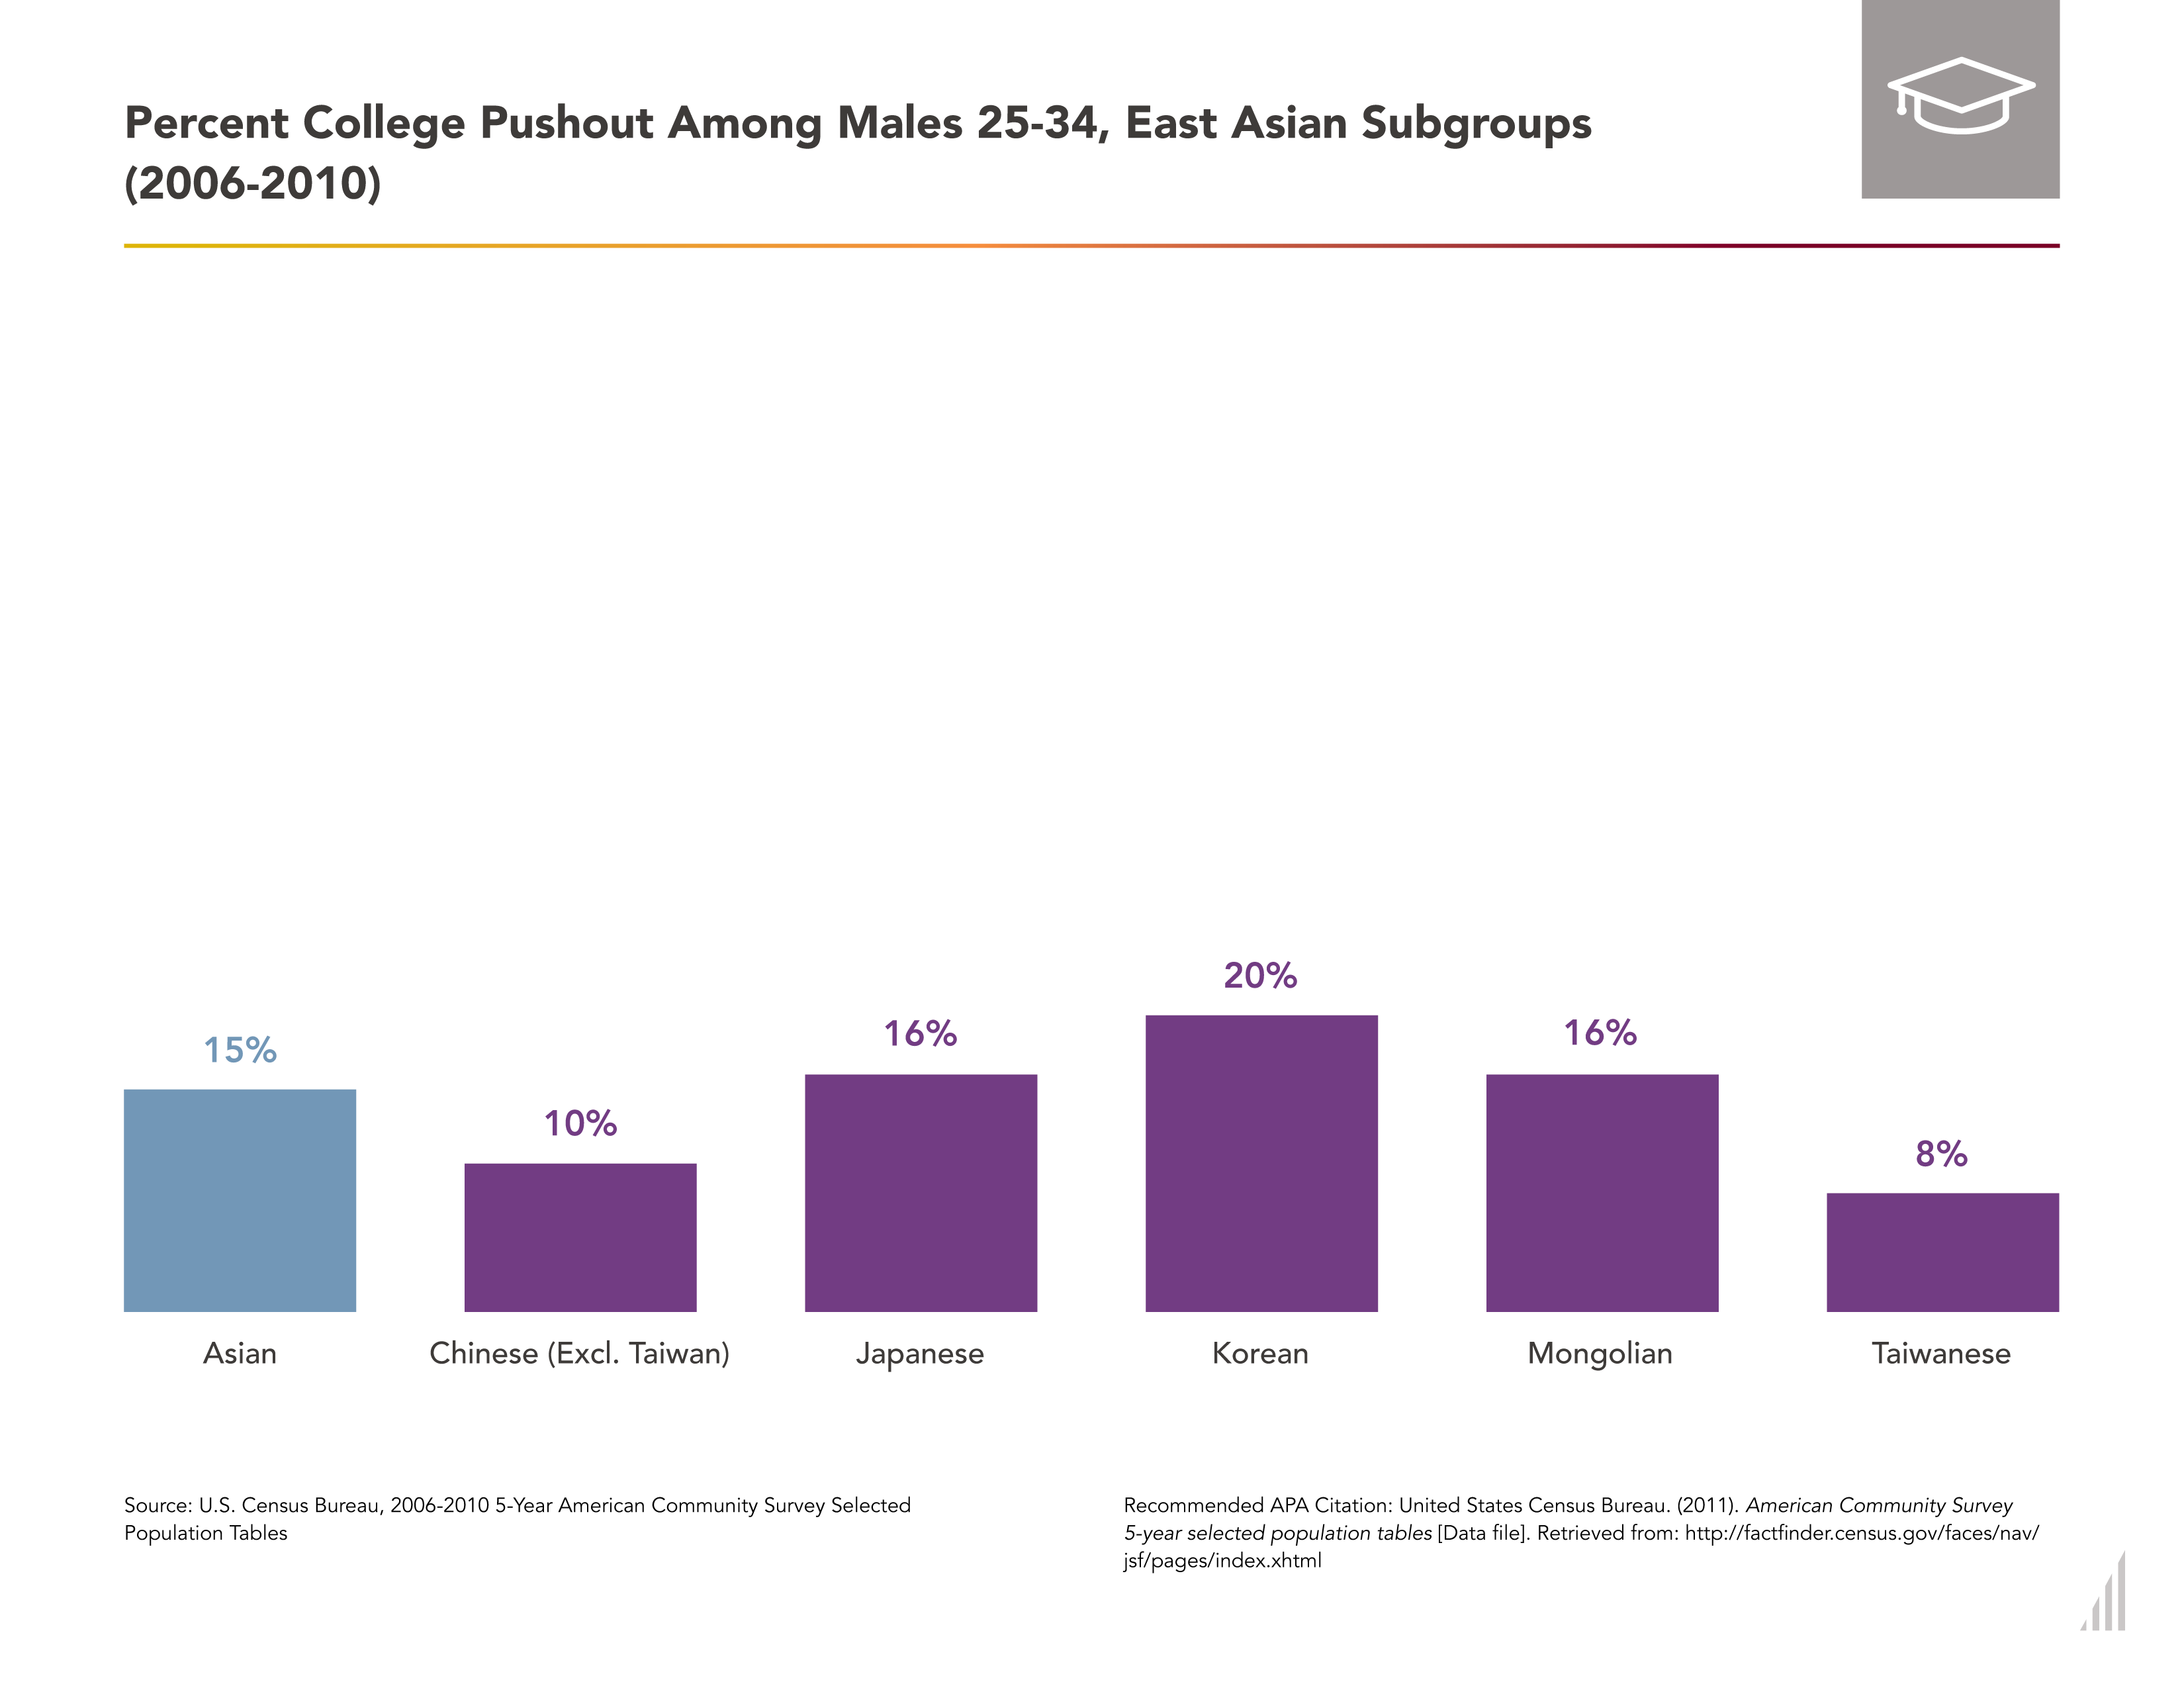 Percent College Pushout Among Males 25-34, East Asian Subgroups
(2006-2010)
15%
10%
16%
20%
16%
8%
Asian
Chinese (Excl. Taiwan)
Japanese
Korean
Mongolian
Taiwanese
Source: U.S. Census Bureau, 2006-2010 5-Year American Community Survey Selected
Population Tables
Recommended APA Citation: United States Census Bureau. (2011). American Community Survey
5-year selected population tables [Data file]. Retrieved from: http://factfinder.census.gov/faces/nav/
jsf/pages/index.xhtml